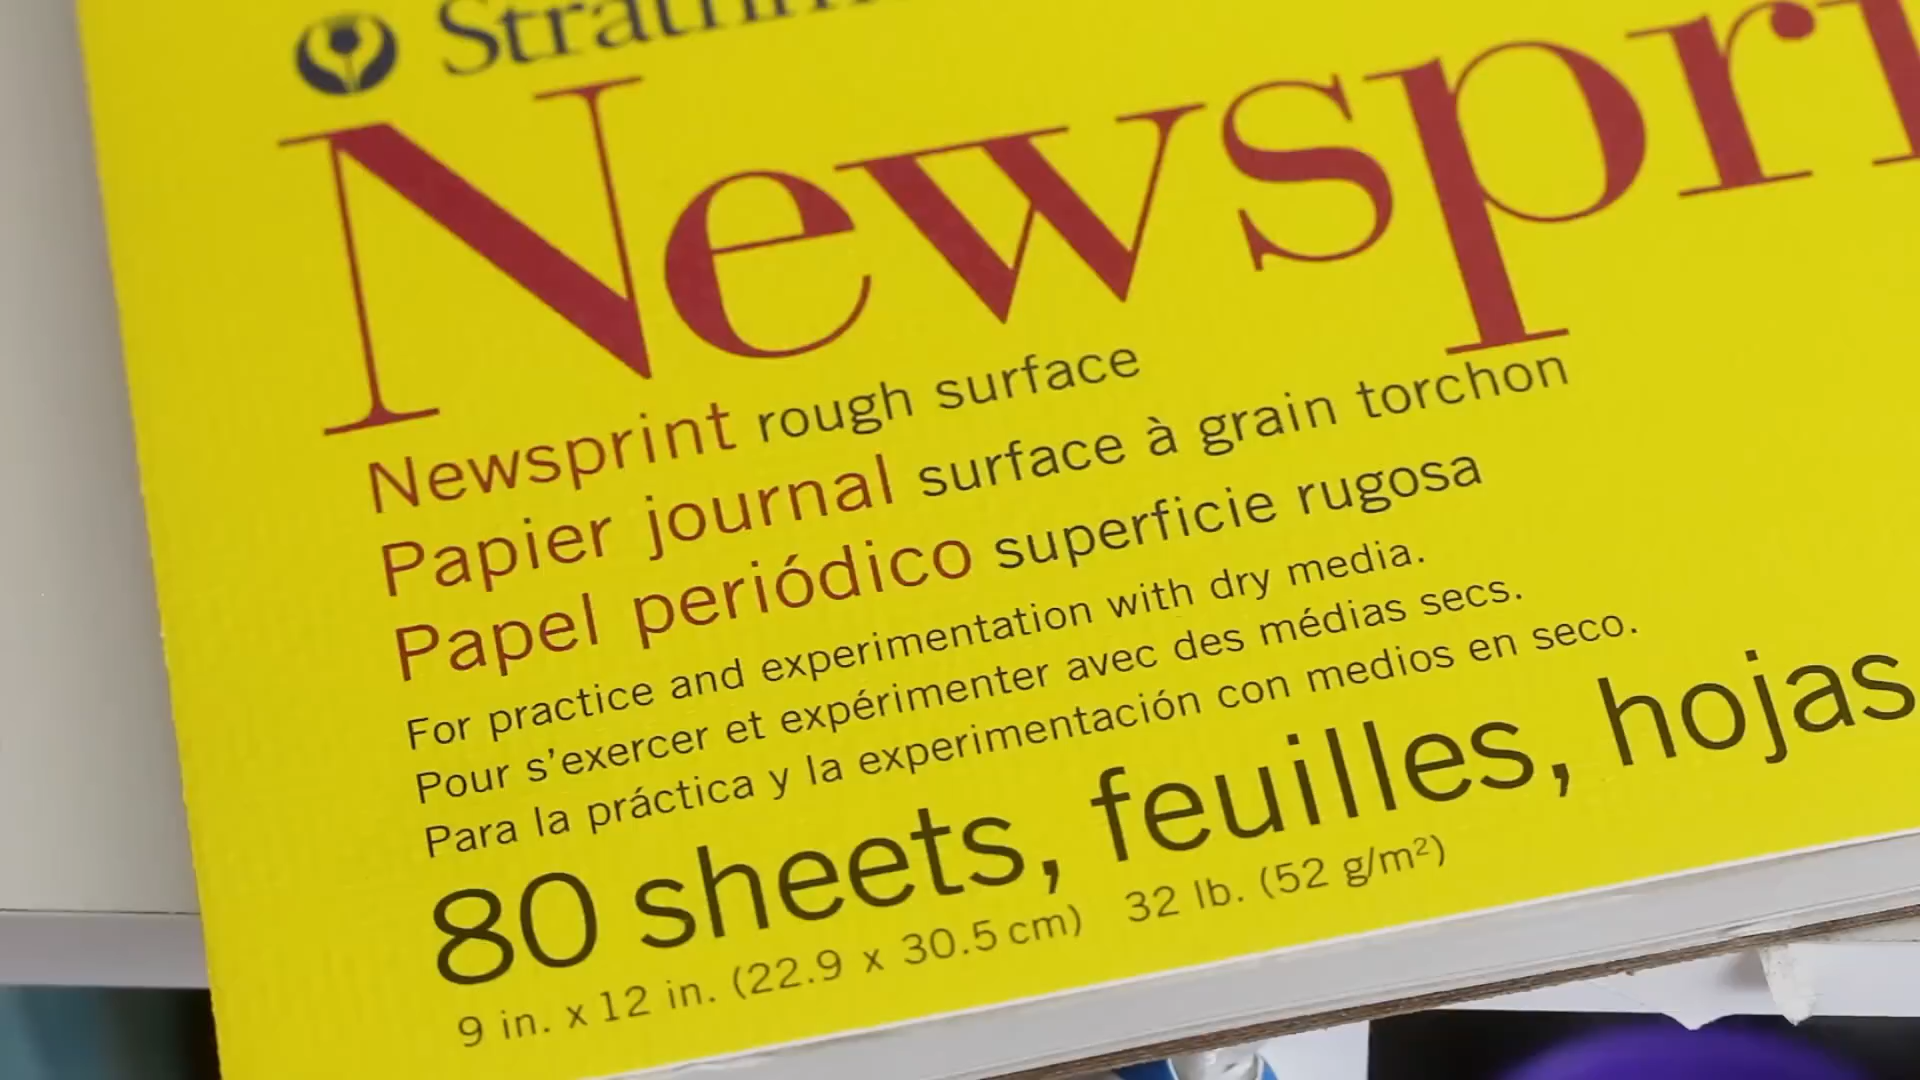 Newsprint rough surface
Papier journal surface à grain torchon
Papel periódico superficie rugosa
For practice and experimentation with dry media.
Pour s'exercer et expérimenter avec des médias secs.
Para la práctica y la experimentación con medios en seco.
80 sheets, feuilles, hojas
9 in. x 12 in. (22.9 x 30.5 cm) 32 lb. (52 g/m²)